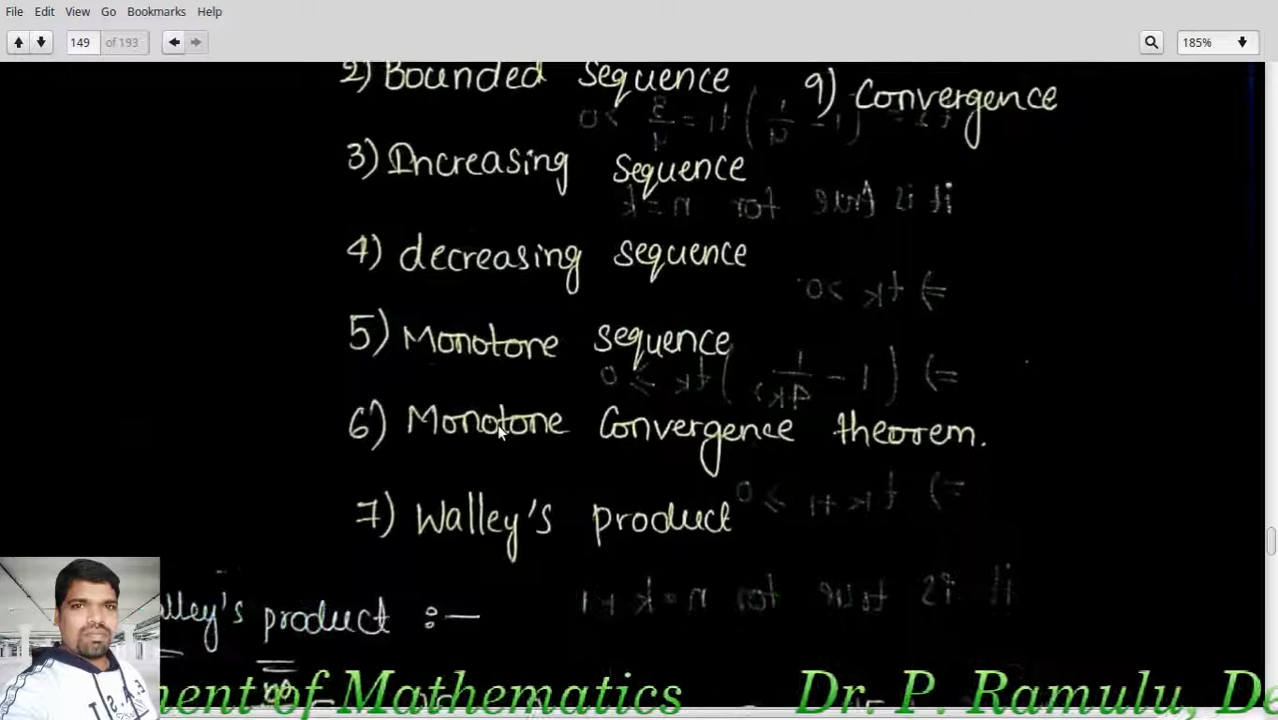 File Edit View Go Bookmarks Help
149 of 193 185%
2) Bounded sequence 9) Convergence
3) Increasing sequence
4) decreasing sequence
5) Monotone sequence
6) Monotone Convergence theorem.
7) Walley's product
alley's product :—
ment of Mathematics Dr. P. Ramulu, De